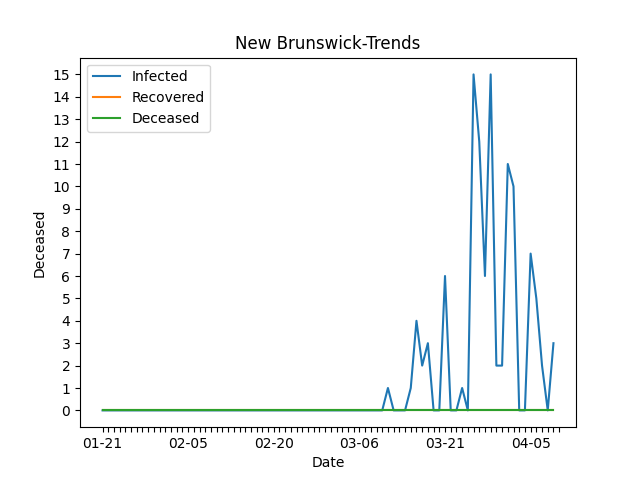 New Brunswick-Trends
Infected
Recovered
Deceased
15
14
13
12
11
10
9
8
7
6
5
4
3
2
1
0
Deceased
01-21 02-05 02-20 03-06 03-21 04-05
Date